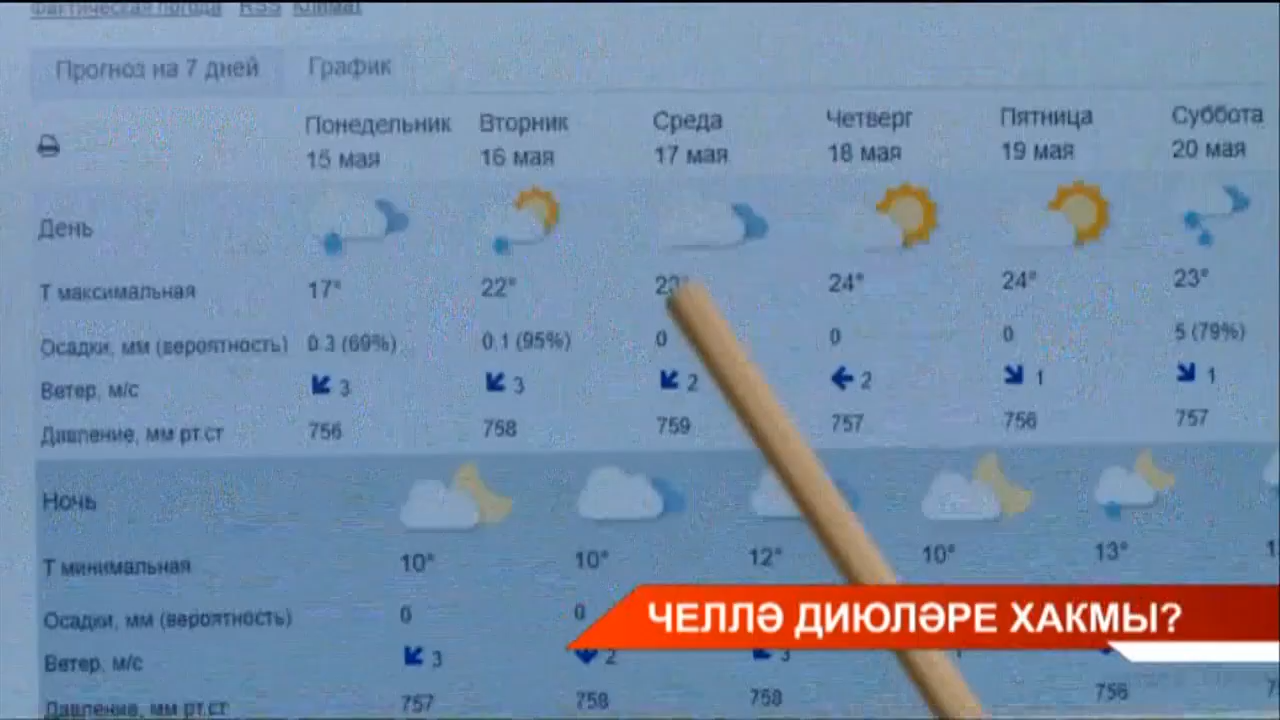 Фактическая погода RSS Климат
Прогноз на 7 дней График
Понедельник Вторник Среда Четверг Пятница Суббота
15 мая 16 мая 17 мая 18 мая 19 мая 20 мая
День
Т максимальная 17° 22° 24° 24° 23°
Осадки, мм (вероятность) 0.3 (69%) 0.1 (95%) 0 0 0 5 (79%)
Ветер, м/с 3 3 2 2 1 1
Давление, мм рт.ст 756 758 759 757 756 757
Ночь
Т минимальная 10° 10° 12° 10° 13°
Осадки, мм (вероятность) 0 0
Ветер, м/с 3 2 3
Давление, мм рт.ст 757 758 758 756
ЧЕЛЛӘ ДИЮЛӘРЕ ХАКМЫ?